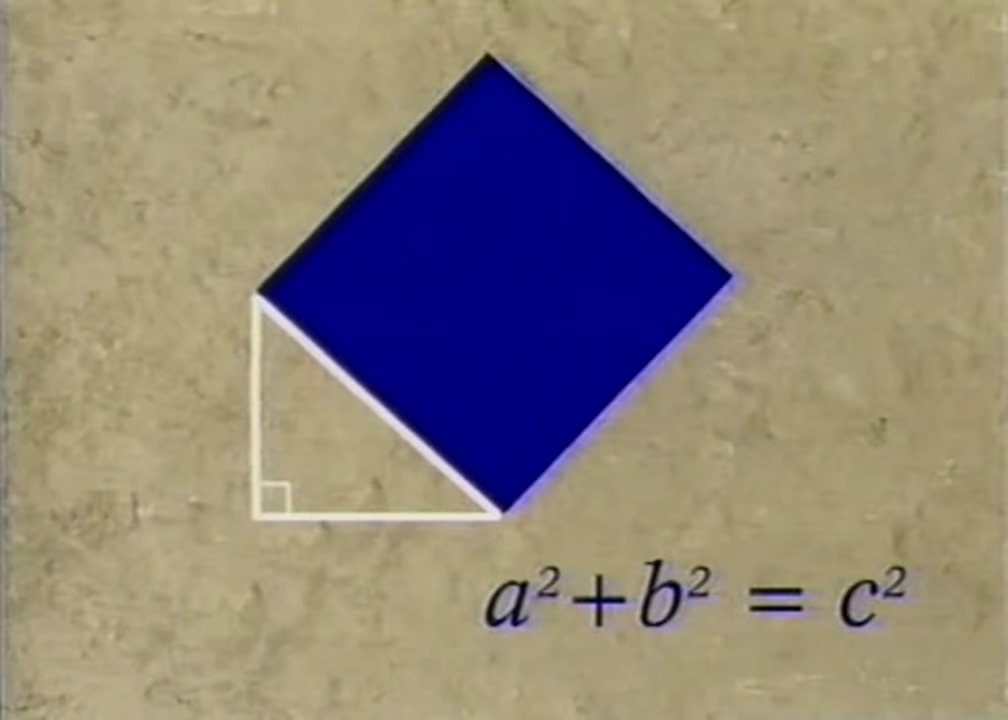 a²+b² = c²